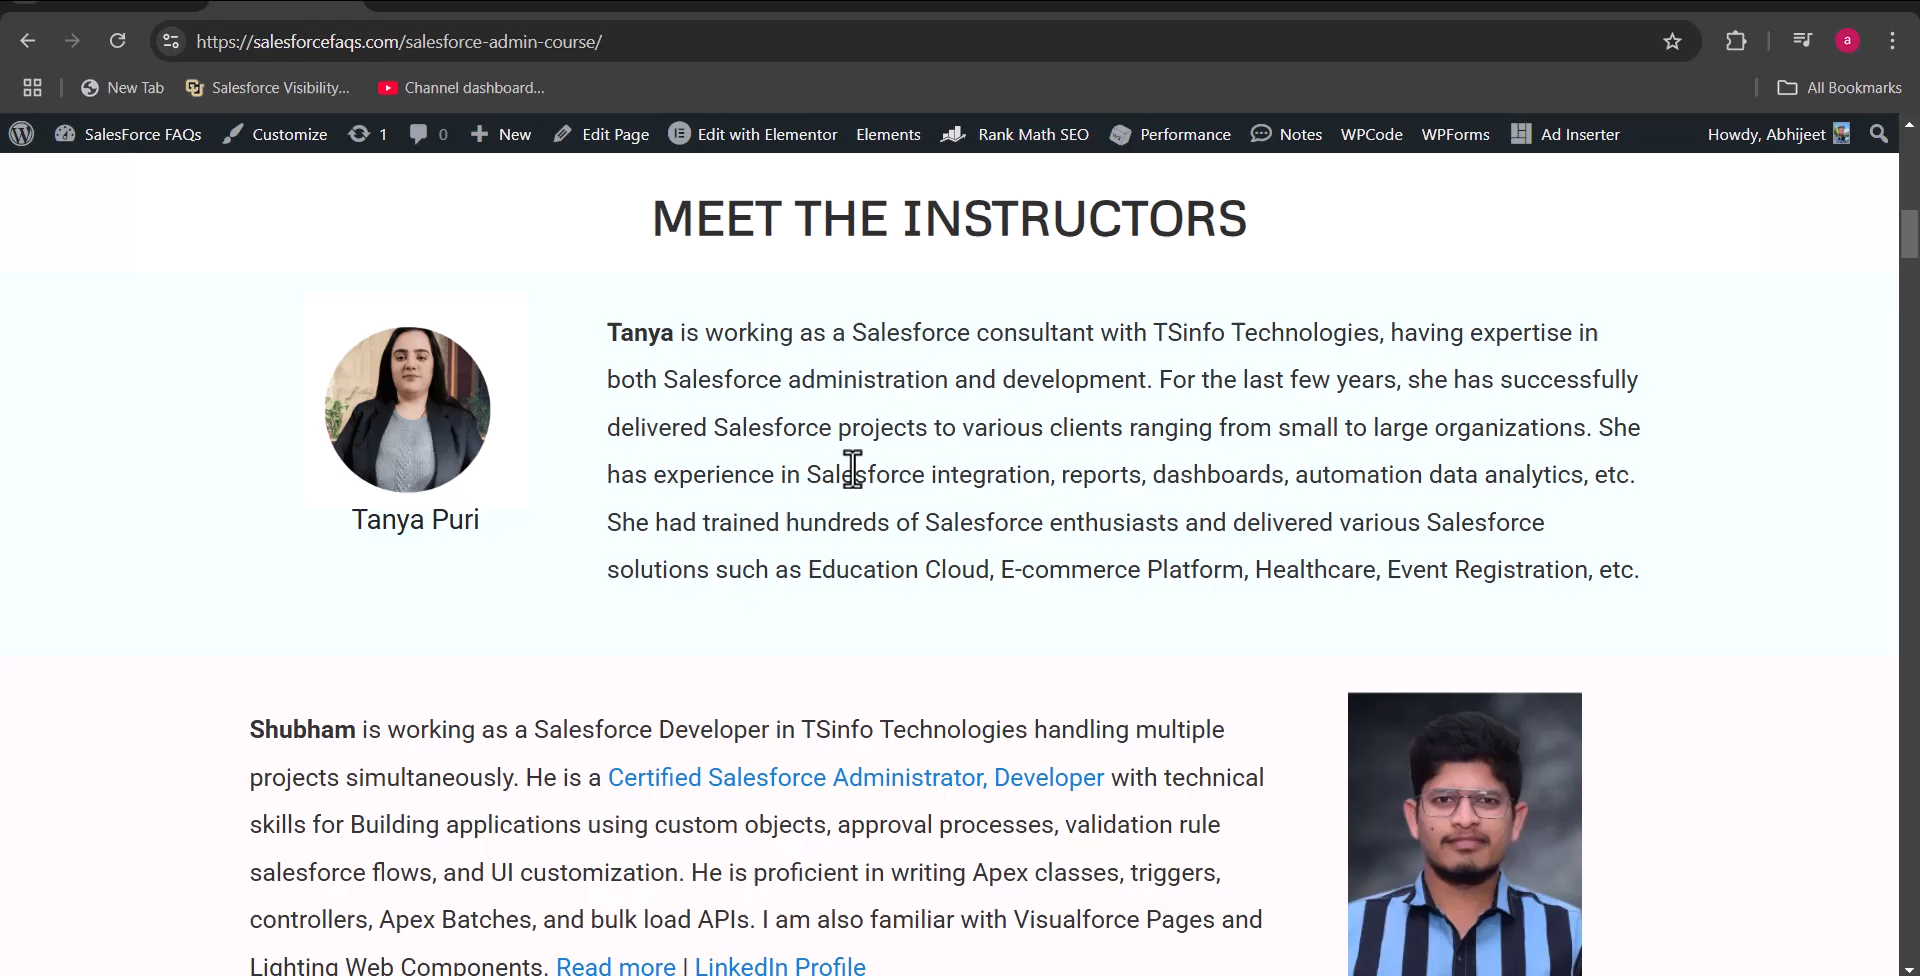 https://salesforcefaqs.com/salesforce-admin-course/
a
New Tab
Salesforce Visibility...
Channel dashboard...
All Bookmarks
SalesForce FAQs
Customize
1
0
New
Edit Page
Edit with Elementor
Elements
Rank Math SEO
Performance
Notes
WPCode
WPForms
Ad Inserter
Howdy, Abhijeet
MEET THE INSTRUCTORS
Tanya Puri
Tanya is working as a Salesforce consultant with TSinfo Technologies, having expertise in
both Salesforce administration and development. For the last few years, she has successfully
delivered Salesforce projects to various clients ranging from small to large organizations. She
has experience in Salesforce integration, reports, dashboards, automation data analytics, etc.
She had trained hundreds of Salesforce enthusiasts and delivered various Salesforce
solutions such as Education Cloud, E-commerce Platform, Healthcare, Event Registration, etc.
Shubham is working as a Salesforce Developer in TSinfo Technologies handling multiple
projects simultaneously. He is a Certified Salesforce Administrator, Developer with technical
skills for Building applications using custom objects, approval processes, validation rule
salesforce flows, and UI customization. He is proficient in writing Apex classes, triggers,
controllers, Apex Batches, and bulk load APIs. I am also familiar with Visualforce Pages and
Lighting Web Components. Read more | LinkedIn Profile